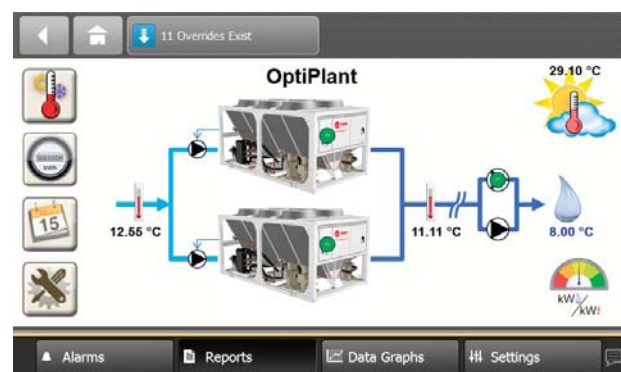 11 Overrides Exist
OptiPlant
29.10 °C
kWh
15
12.55 °C
11.11 °C
8.00 °C
kW
/kW
Alarms
Reports
Data Graphs
Settings